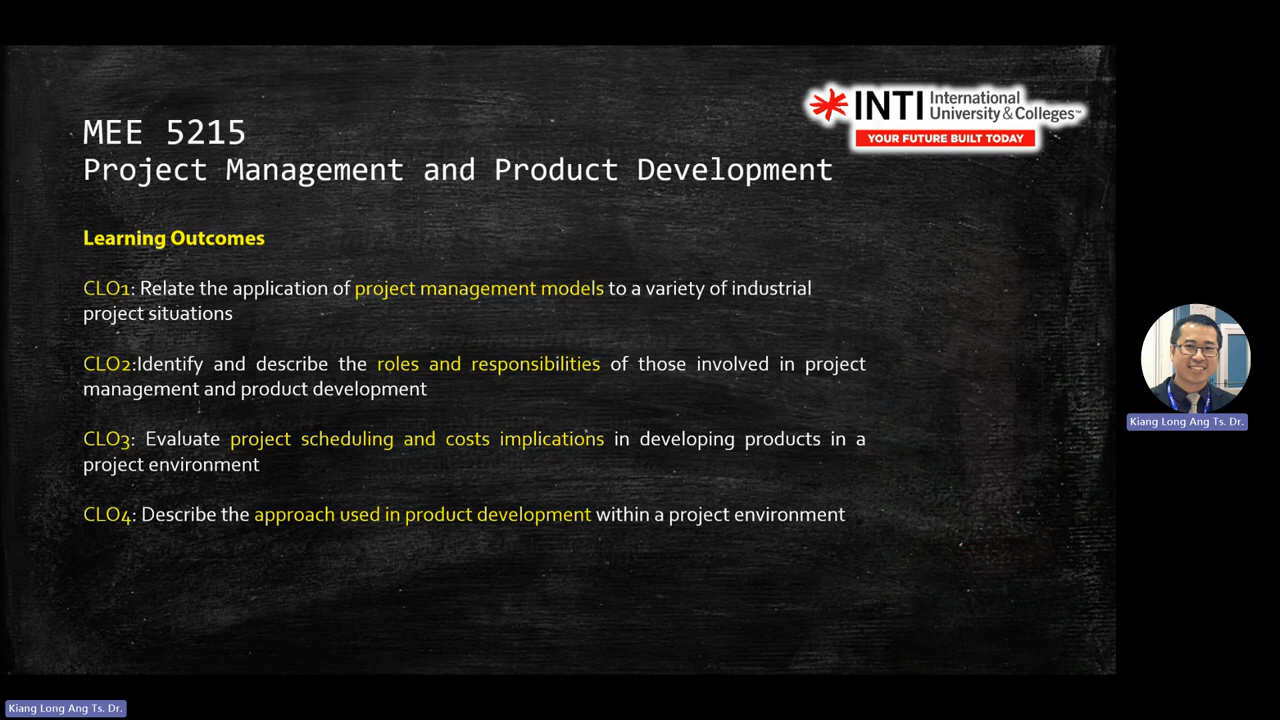 MEE 5215
Project Management and Product Development
INTI International
University & Colleges™
YOUR FUTURE BUILT TODAY
Learning Outcomes
CLO1: Relate the application of project management models to a variety of industrial
project situations
CLO2:Identify and describe the roles and responsibilities of those involved in project
management and product development
CLO3: Evaluate project scheduling and costs implications in developing products in a
project environment
CLO4: Describe the approach used in product development within a project environment
Kiang Long Ang Ts. Dr.
Kiang Long Ang Ts. Dr.